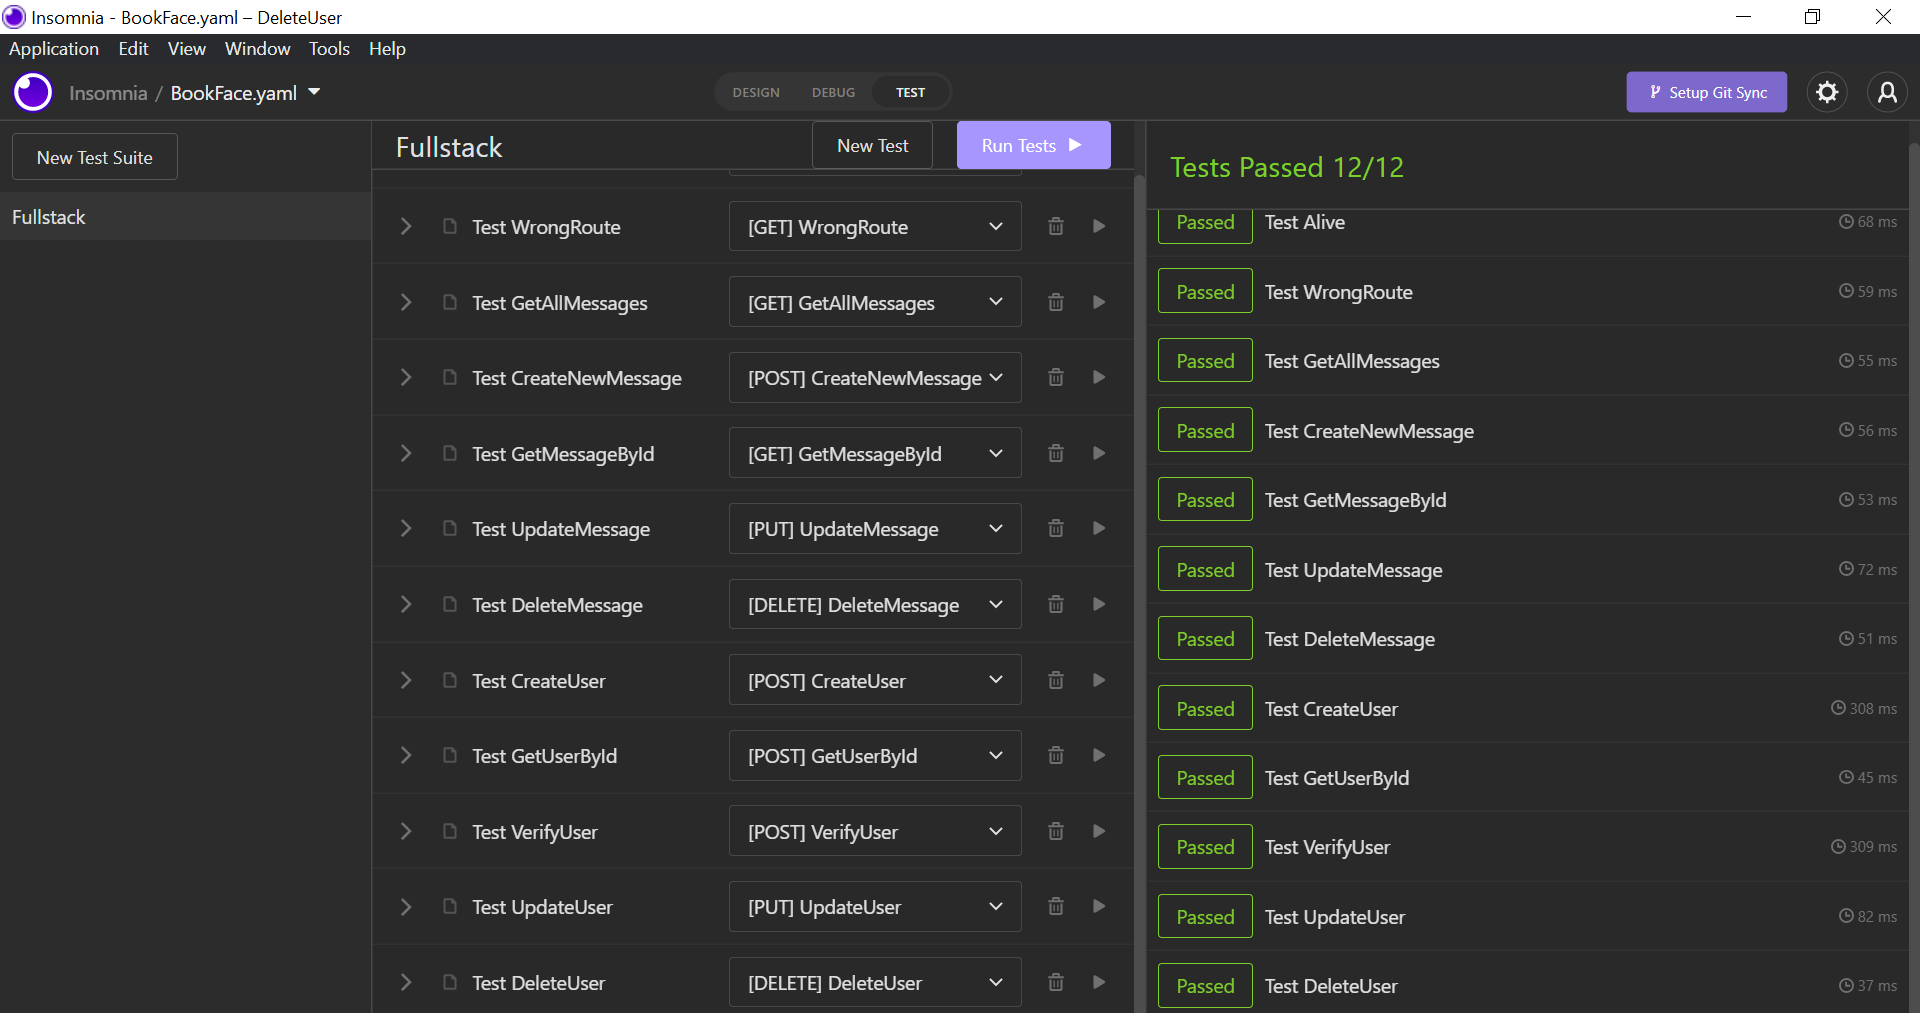 Insomnia - BookFace.yaml – DeleteUser
Application Edit View Window Tools Help
Insomnia / BookFace.yaml
DESIGN DEBUG TEST
Setup Git Sync
New Test Suite
Fullstack
Fullstack
New Test
Run Tests
Test WrongRoute [GET] WrongRoute
Test GetAllMessages [GET] GetAllMessages
Test CreateNewMessage [POST] CreateNewMessage
Test GetMessageById [GET] GetMessageById
Test UpdateMessage [PUT] UpdateMessage
Test DeleteMessage [DELETE] DeleteMessage
Test CreateUser [POST] CreateUser
Test GetUserById [POST] GetUserById
Test VerifyUser [POST] VerifyUser
Test UpdateUser [PUT] UpdateUser
Test DeleteUser [DELETE] DeleteUser
Tests Passed 12/12
Passed Test Alive 68 ms
Passed Test WrongRoute 59 ms
Passed Test GetAllMessages 55 ms
Passed Test CreateNewMessage 56 ms
Passed Test GetMessageById 53 ms
Passed Test UpdateMessage 72 ms
Passed Test DeleteMessage 51 ms
Passed Test CreateUser 308 ms
Passed Test GetUserById 45 ms
Passed Test VerifyUser 309 ms
Passed Test UpdateUser 82 ms
Passed Test DeleteUser 37 ms